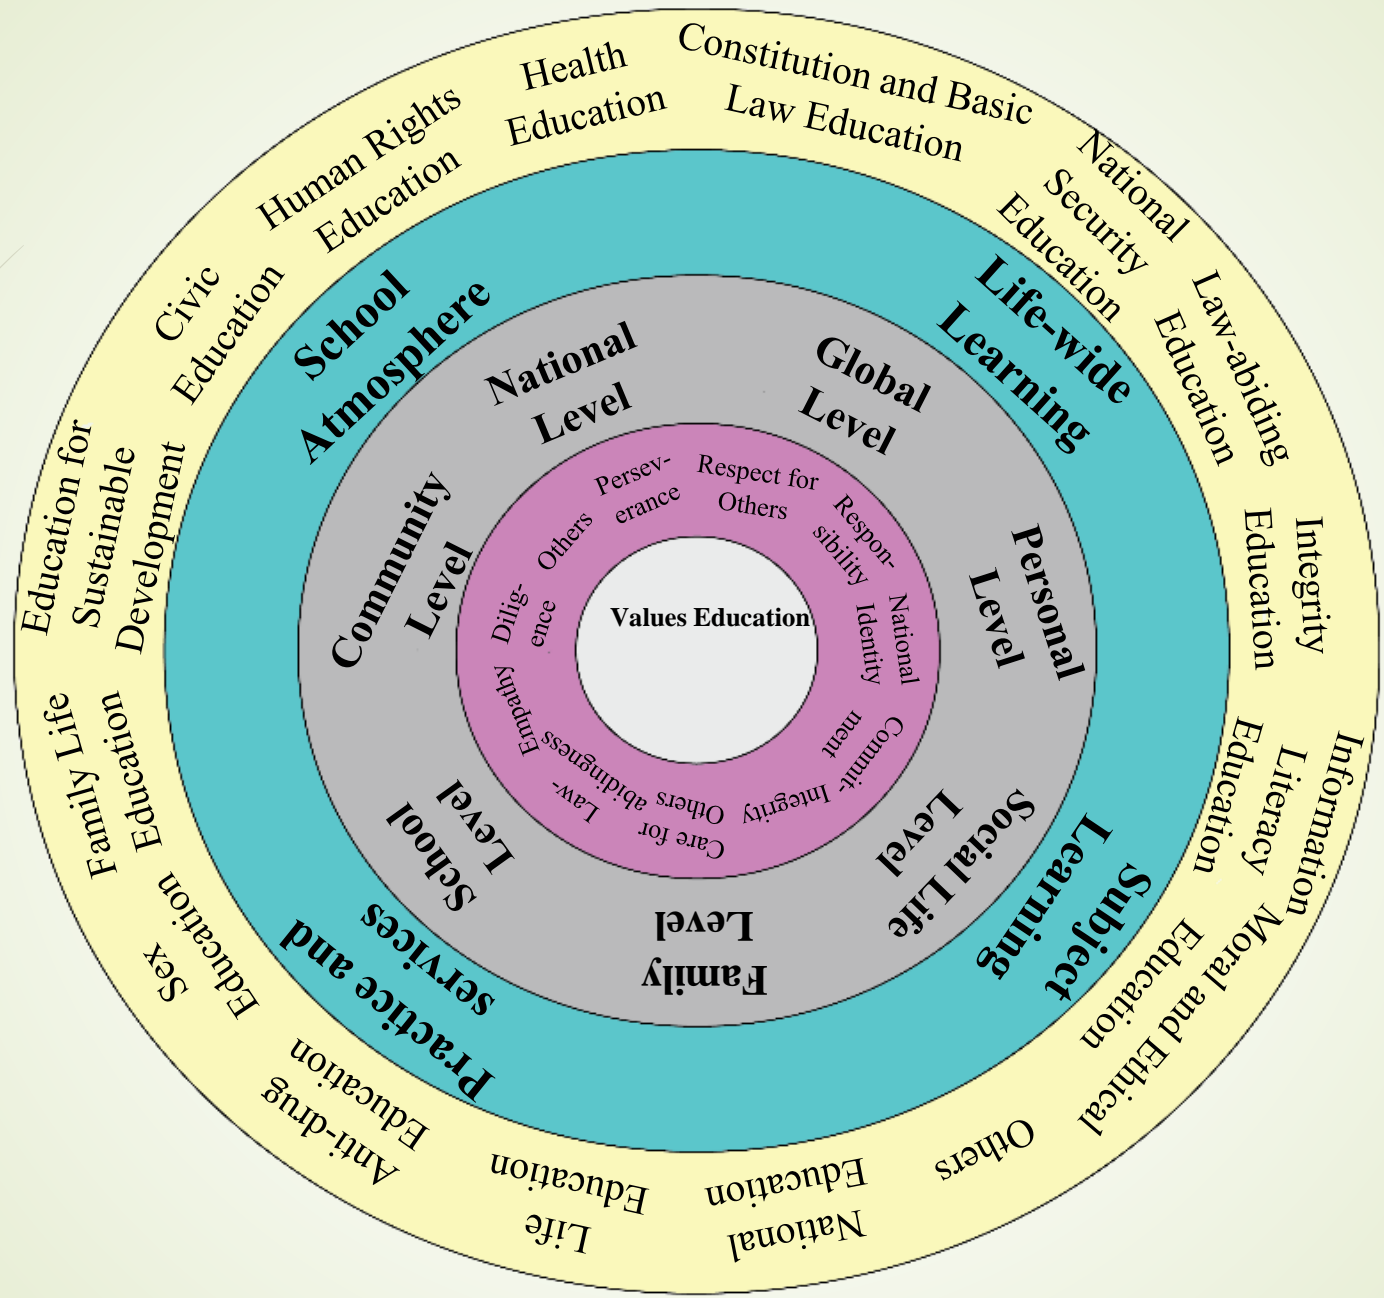 Constitution and Basic
Law Education
National
Security
Education
Law-abiding
Education
Integrity
Education
Information
Literacy
Education
Moral and Ethical
Education
Others
National
Education
Life
Education
Anti-drug
Education
Sex
Education
Family Life
Education
Education for
Sustainable
Development
Civic
Education
Human Rights
Education
Health
Education
Life-wide
Learning
Subject
Learning
Practice and
services
School
Atmosphere
Global
Level
Personal
Level
Social Life
Level
Family
Level
School
Level
Community
Level
National
Level
Respect for
Others
Respon-
sibility
National
Identity
Commit-
ment
Integrity
Care for
Others
Law-
abidingness
Empathy
Dilig-
ence
Others
Persev-
erance
Values Education